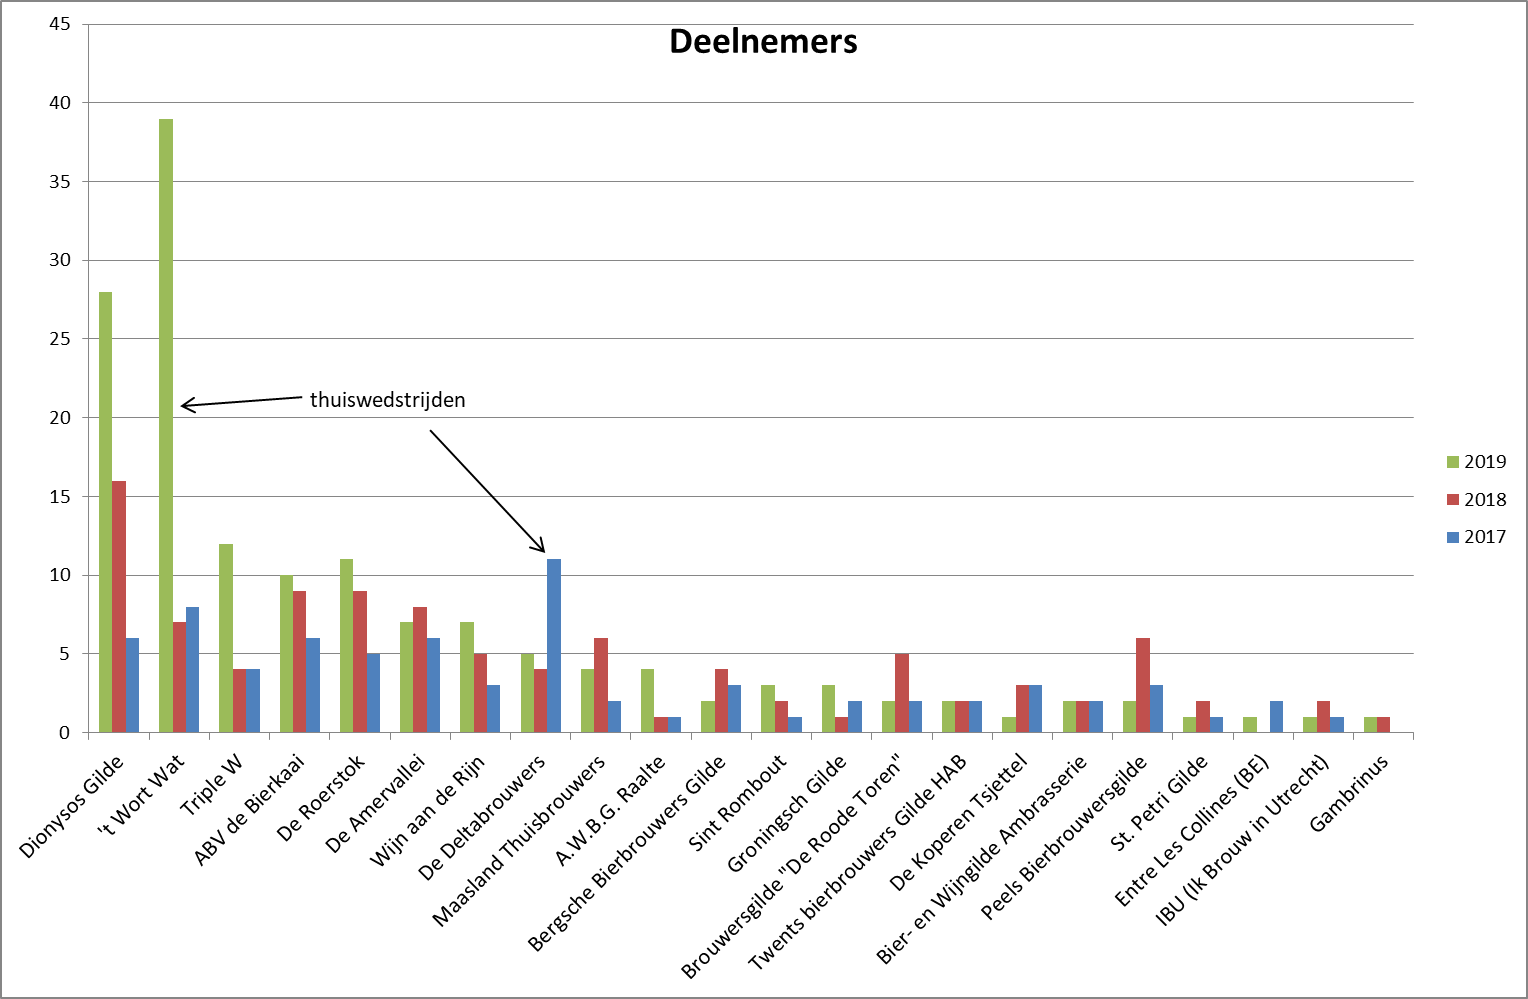 Deelnemers
45
40
35
30
25
20
15
10
5
0
thuiswedstrijden
2019
2018
2017
Dionysos Gilde
't Wort Wat
Triple W
ABV de Bierkaai
De Roerstok
De Amervallei
Wijn aan de Rijn
De Deltabrouwers
Maasland Thuisbrouwers
A.W.B.G. Raalte
Bergsche Bierbrouwers Gilde
Sint Rombout
Groningsch Gilde
Brouwersgilde "De Roode Toren"
Twents bierbrouwers Gilde HAB
De Koperen Tsjettel
Bier- en Wijngilde Ambrasserie
Peels Bierbrouwersgilde
St. Petri Gilde
Entre Les Collines (BE)
IBU (Ik Brouw in Utrecht)
Gambrinus